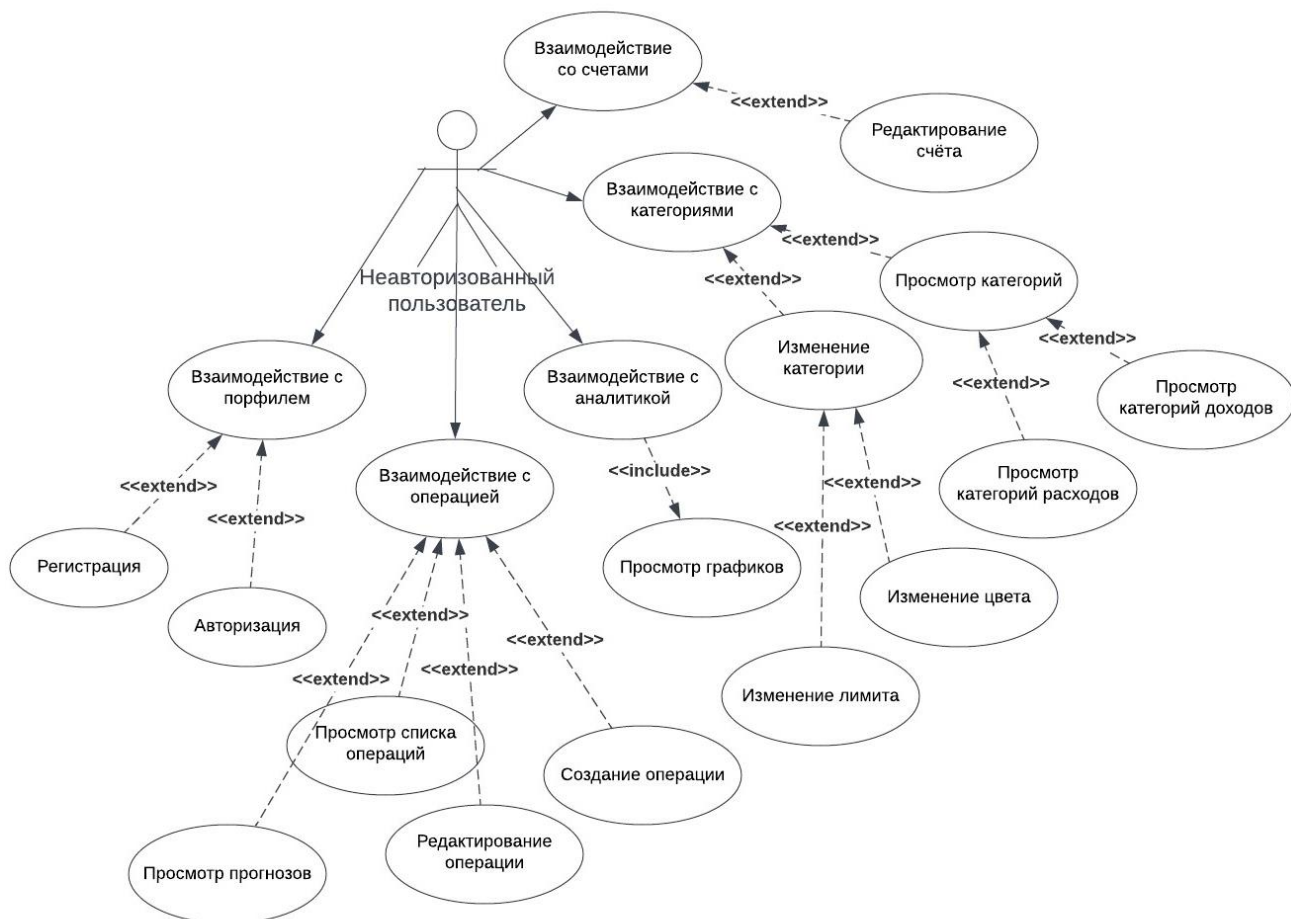 Взаимодействие
со счетами
<<extend>>
Редактирование
счёта
Взаимодействие с
категориями
<<extend>>
<<extend>>
Просмотр категорий
Неавторизованный
пользователь
Взаимодействие с
порфилем
Взаимодействие с
аналитикой
Изменение
категории
<<extend>>
<<extend>>
Просмотр
категорий доходов
Взаимодействие с
операцией
<<include>>
Просмотр
категорий расходов
<<extend>>
<<extend>>
<<extend>>
<<extend>>
Регистрация
Просмотр графиков
Изменение цвета
Авторизация
<<extend>>
<<extend>>
<<extend>>
<<extend>>
Изменение лимита
Просмотр списка
операций
Создание операции
Редактирование
операции
Просмотр прогнозов